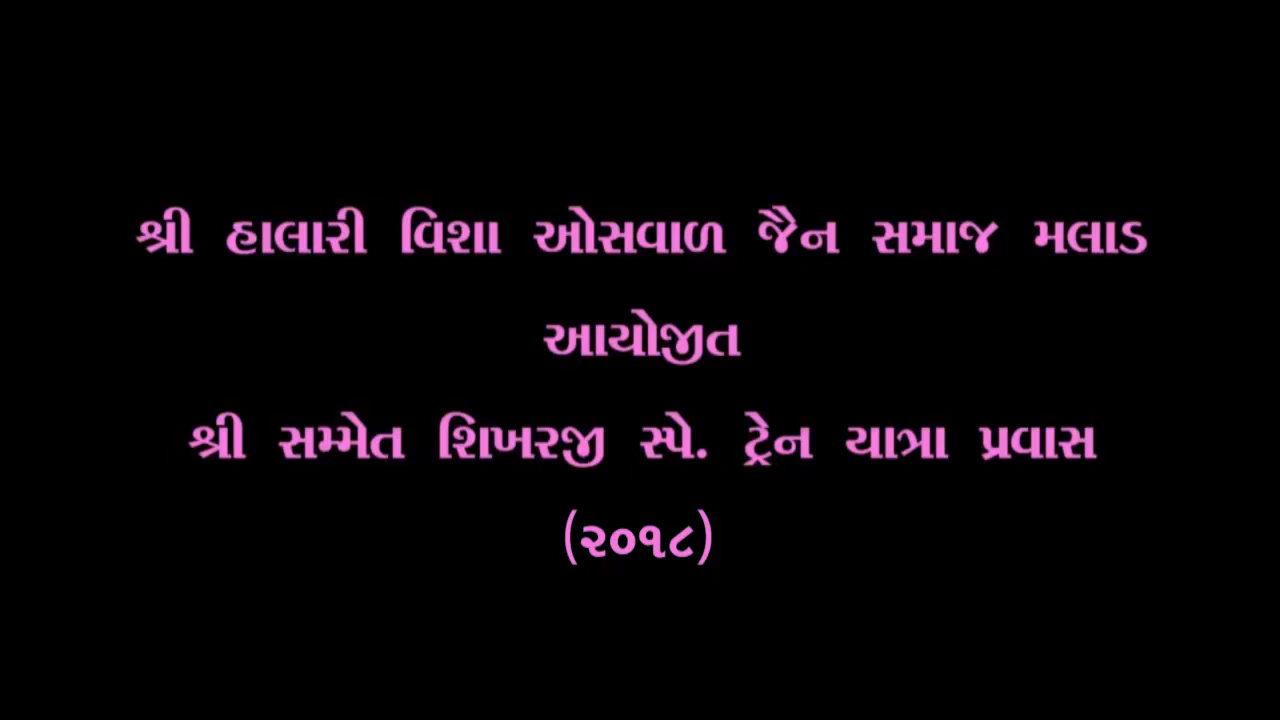 શ્રી હાલારી વિશા ઓસવાળ જૈન સમાજ મલાડ
આયોજીત
શ્રી સમ્મેત શિખરજી સ્પે. ટ્રેન યાત્રા પ્રવાસ
(૨૦૧૮)